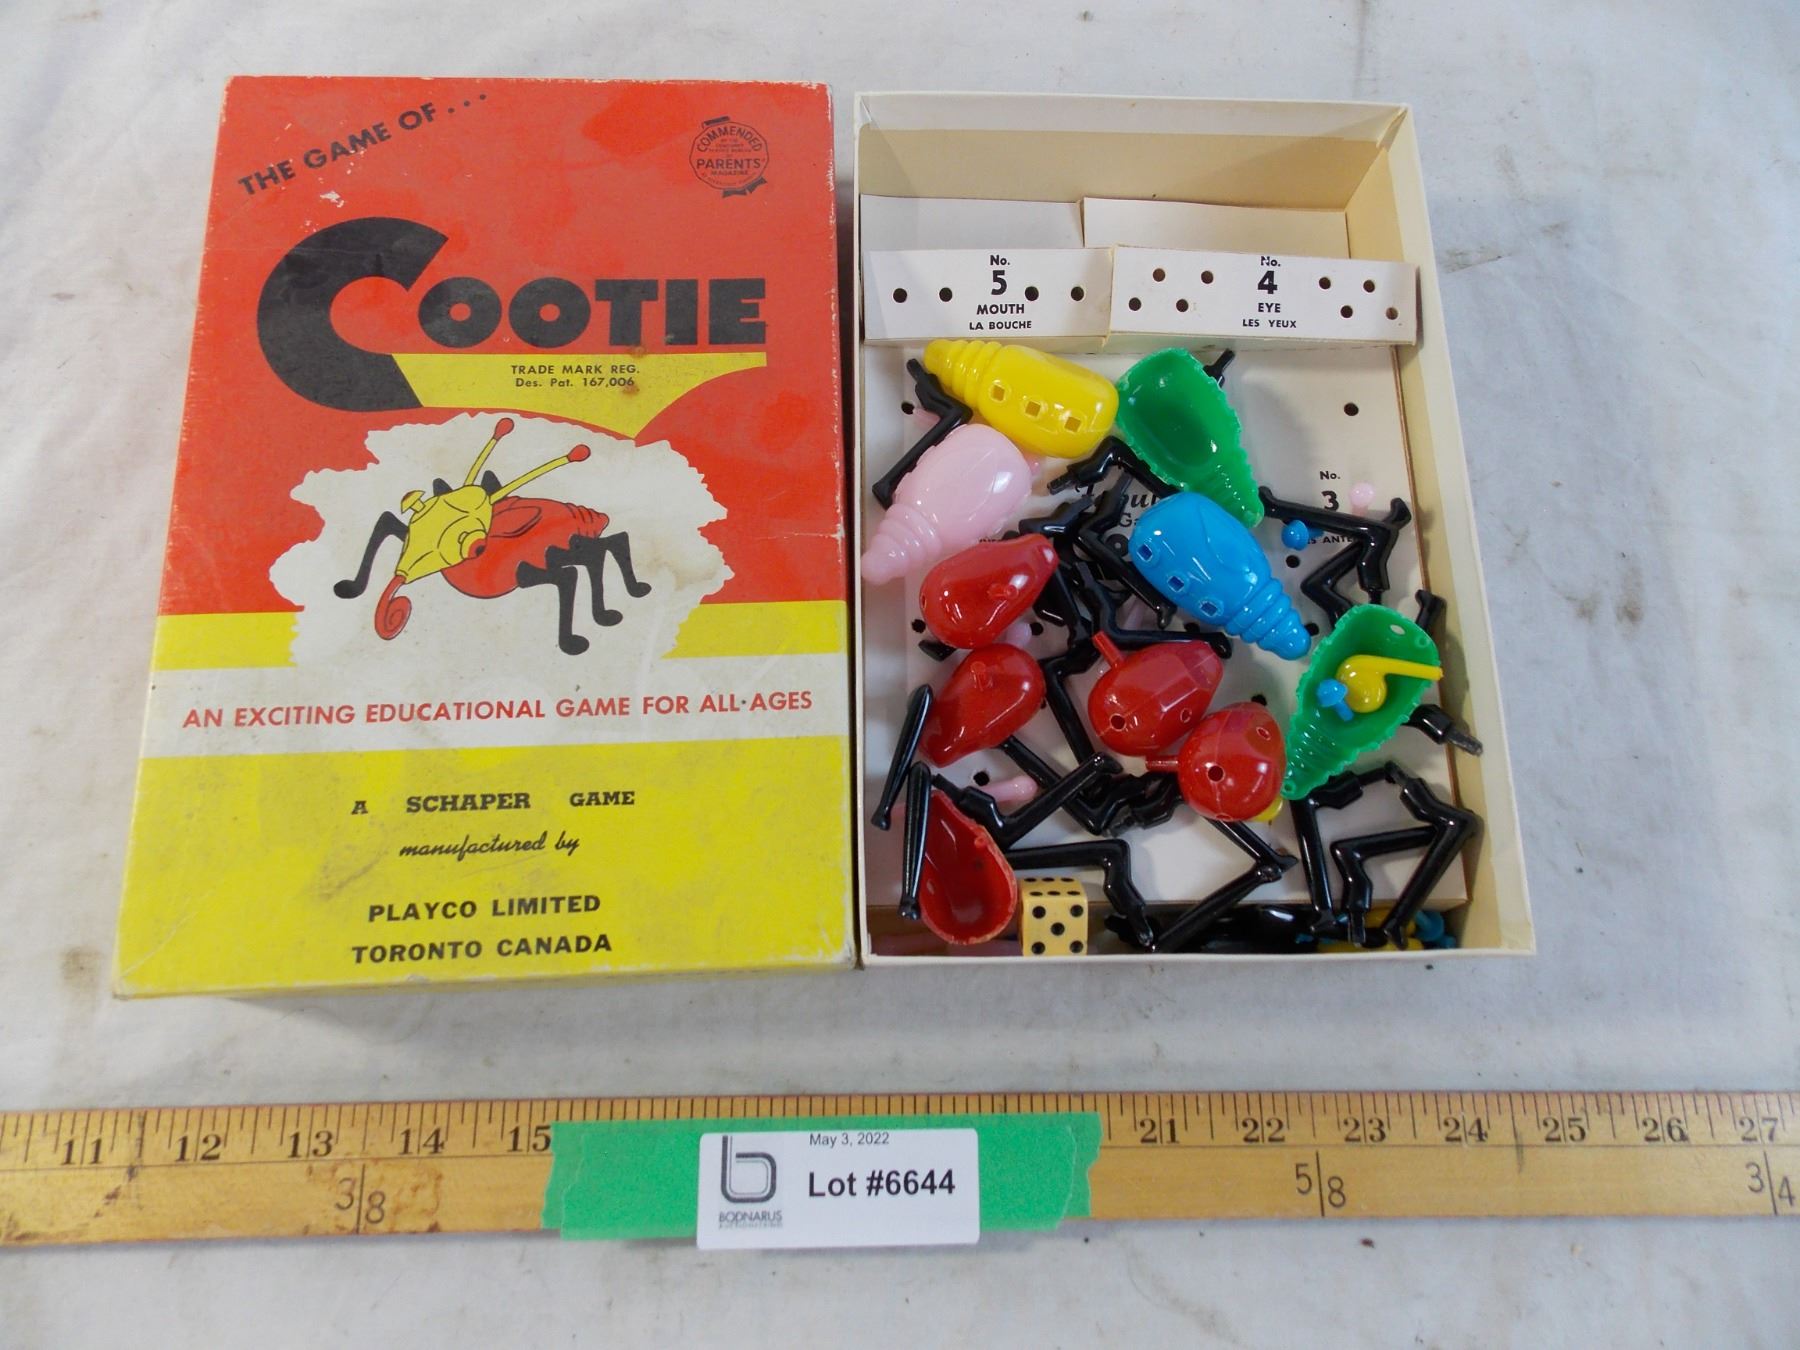 THE GAME OF...
COMMENDED
PARENTS'
MAGAZINE
COOTIE
TRADE MARK REG.
Des. Pat. 167,006
AN EXCITING EDUCATIONAL GAME FOR ALL-AGES
A SCHAPER GAME
manufactured by
PLAYCO LIMITED
TORONTO CANADA
No.
5
MOUTH
LA BOUCHE
No.
4
EYE
LES YEUX
No.
3
11 12 13 14 15 21 22 23 24 25 26 27
3|8 5|8 3|4
May 3, 2022
Lot #6644
BODNARUS
AUCTIONEERING